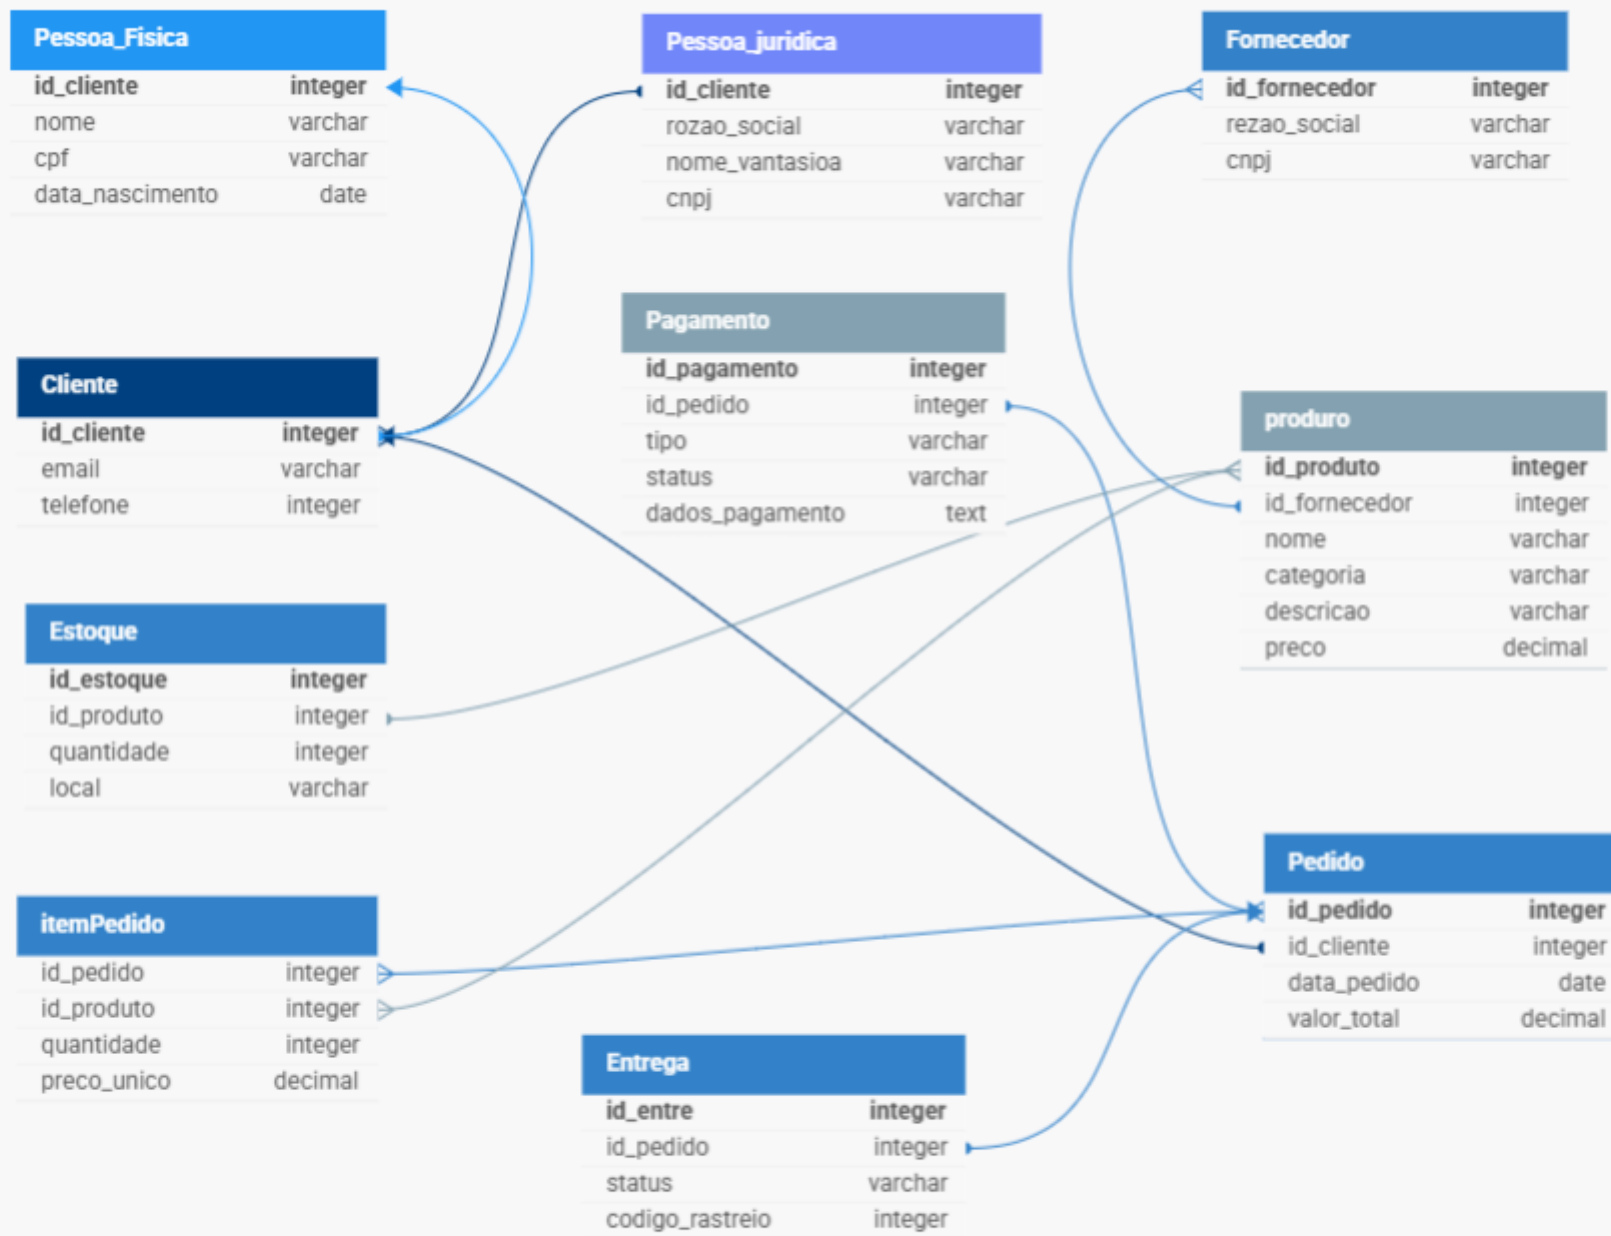 Pessoa_Fisica
id_cliente integer
nome varchar
cpf varchar
data_nascimento date
Pessoa_juridica
id_cliente integer
rozao_social varchar
nome_vantasioa varchar
cnpj varchar
Fornecedor
id_fornecedor integer
rezao_social varchar
cnpj varchar
Cliente
id_cliente integer
email varchar
telefone integer
Pagamento
id_pagamento integer
id_pedido integer
tipo varchar
status varchar
dados_pagamento text
produro
id_produto integer
id_fornecedor integer
nome varchar
categoria varchar
descricao varchar
preco decimal
Estoque
id_estoque integer
id_produto integer
quantidade integer
local varchar
itemPedido
id_pedido integer
id_produto integer
quantidade integer
preco_unico decimal
Entrega
id_entre integer
id_pedido integer
status varchar
codigo_rastreio integer
Pedido
id_pedido integer
id_cliente integer
data_pedido date
valor_total decimal